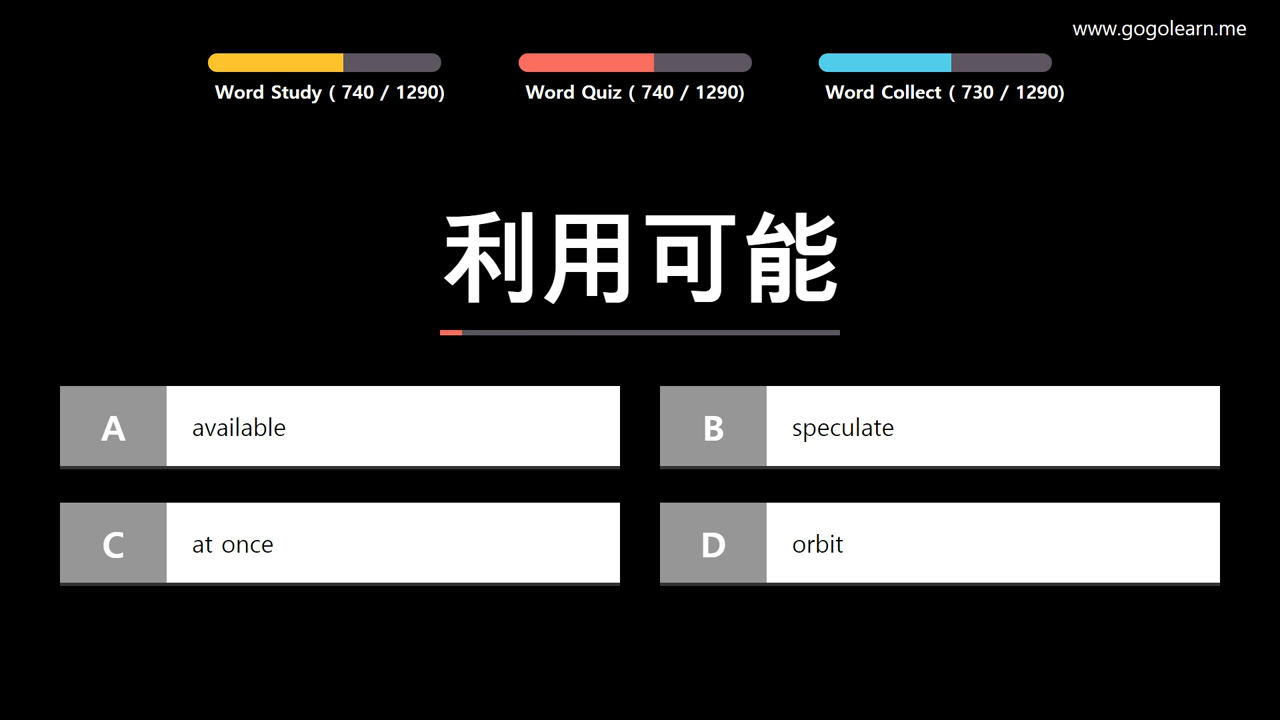 www.gogolearn.me
Word Study ( 740 / 1290)
Word Quiz ( 740 / 1290)
Word Collect ( 730 / 1290)
利用可能
A available
B speculate
C at once
D orbit